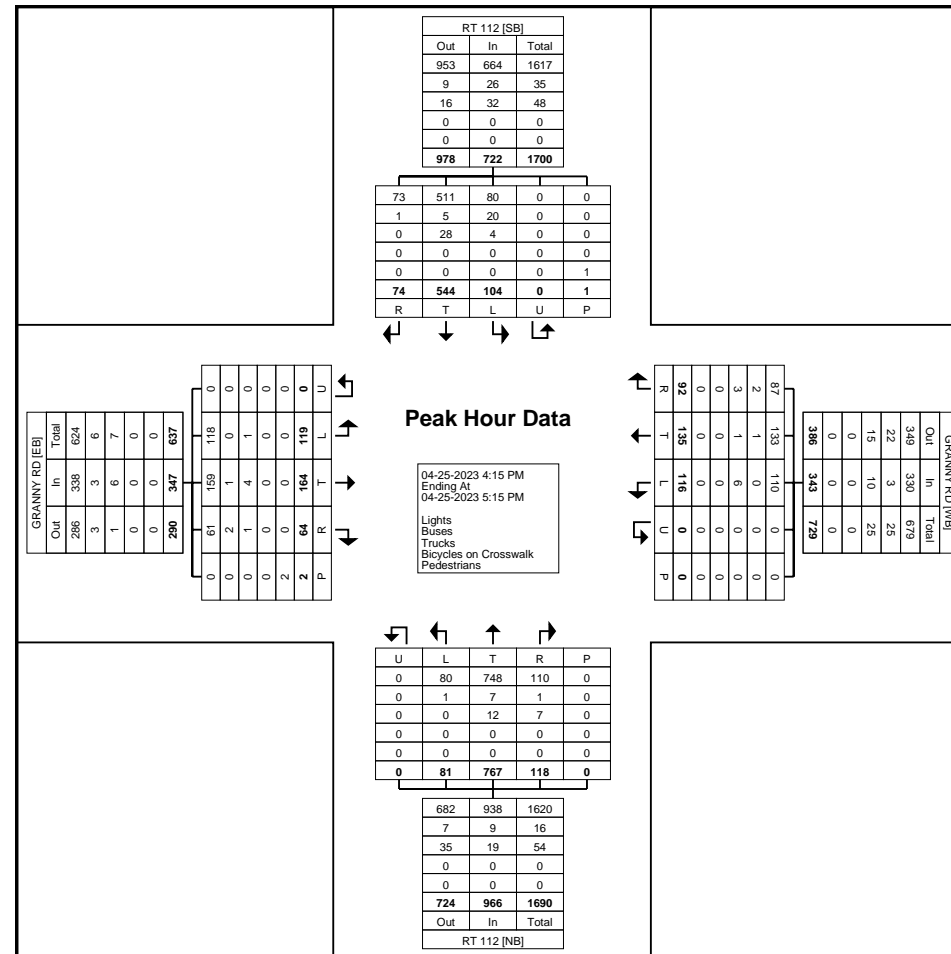 RT 112 [SB]
Out In Total
953 664 1617
9 26 35
16 32 48
0 0 0
0 0 0
978 722 1700
73 511 80 0 0
1 5 20 0 0
0 28 4 0 0
0 0 0 0 0
0 0 0 0 1
74 544 104 0 1
R T L U P
GRANNY RD [EB]
Total 624 6 7 0 0 637
In 338 3 6 0 0 347
Out 286 3 1 0 0 290
0 0 0 0 0 0 U
118 0 1 0 0 119 L
159 1 4 0 0 164 T
61 2 1 0 0 64 R
0 0 0 0 2 2 P
Peak Hour Data
04-25-2023 4:15 PM
Ending At
04-25-2023 5:15 PM
Lights
Buses
Trucks
Bicycles on Crosswalk
Pedestrians
R 92 0 0 3 2 87
T 135 0 0 1 1 133
L 116 0 0 6 0 110
U 0 0 0 0 0 0
P 0 0 0 0 0 0
386 0 0 15 22 349 Out
343 0 0 10 3 330 In
729 0 0 25 25 679 Total
GRANNY RD [WB]
U L T R P
0 80 748 110 0
0 1 7 1 0
0 0 12 7 0
0 0 0 0 0
0 0 0 0 0
0 81 767 118 0
682 938 1620
7 9 16
35 19 54
0 0 0
0 0 0
724 966 1690
Out In Total
RT 112 [NB]